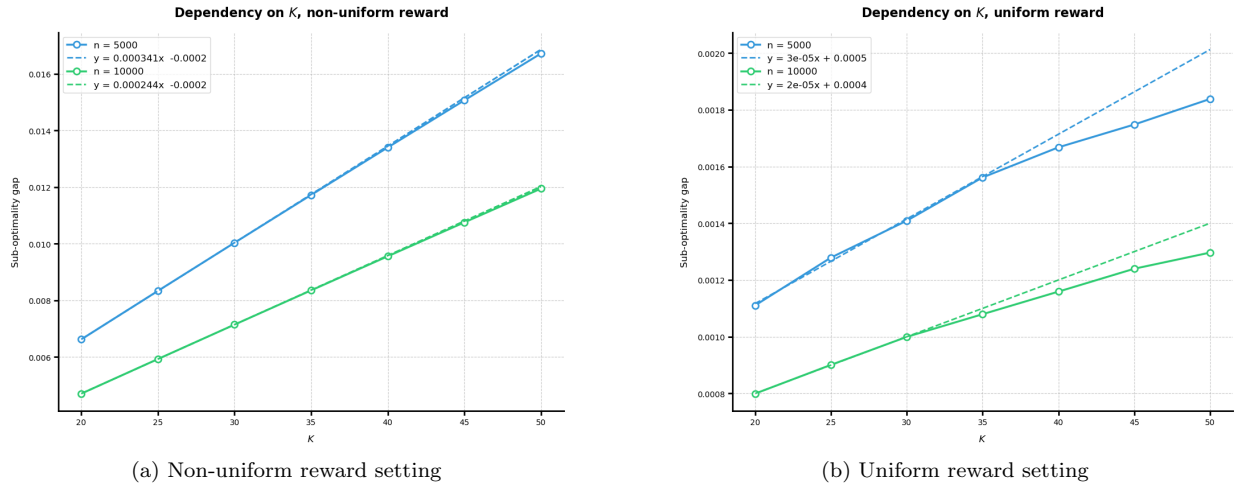 Dependency on K, non-uniform reward
n = 5000
y = 0.000341x -0.0002
n = 10000
y = 0.000244x -0.0002
Sub-optimality gap
0.016
0.014
0.012
0.010
0.008
0.006
20 25 30 35 40 45 50
K
(a) Non-uniform reward setting
Dependency on K, uniform reward
n = 5000
y = 3e-05x + 0.0005
n = 10000
y = 2e-05x + 0.0004
Sub-optimality gap
0.0020
0.0018
0.0016
0.0014
0.0012
0.0010
0.0008
20 25 30 35 40 45 50
K
(b) Uniform reward setting